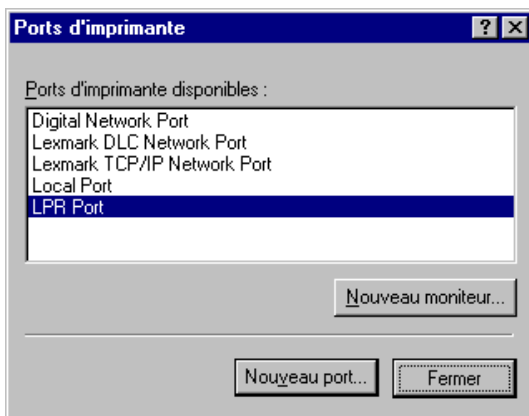 Ports d'imprimante
Ports d'imprimante disponibles :
Digital Network Port
Lexmark DLC Network Port
Lexmark TCP/IP Network Port
Local Port
LPR Port
Nouveau moniteur...
Nouveau port...
Fermer